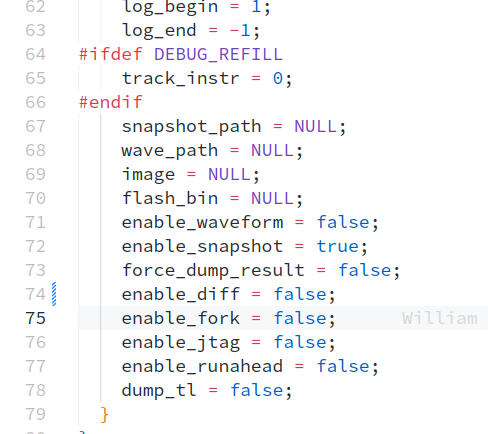 62 log_begin = 1;
63 log_end = -1;
64 #ifdef DEBUG_REFILL
65 track_instr = 0;
66 #endif
67 snapshot_path = NULL;
68 wave_path = NULL;
69 image = NULL;
70 flash_bin = NULL;
71 enable_waveform = false;
72 enable_snapshot = true;
73 force_dump_result = false;
74 enable_diff = false;
75 enable_fork = false; William
76 enable_jtag = false;
77 enable_runahead = false;
78 dump_tl = false;
79 }